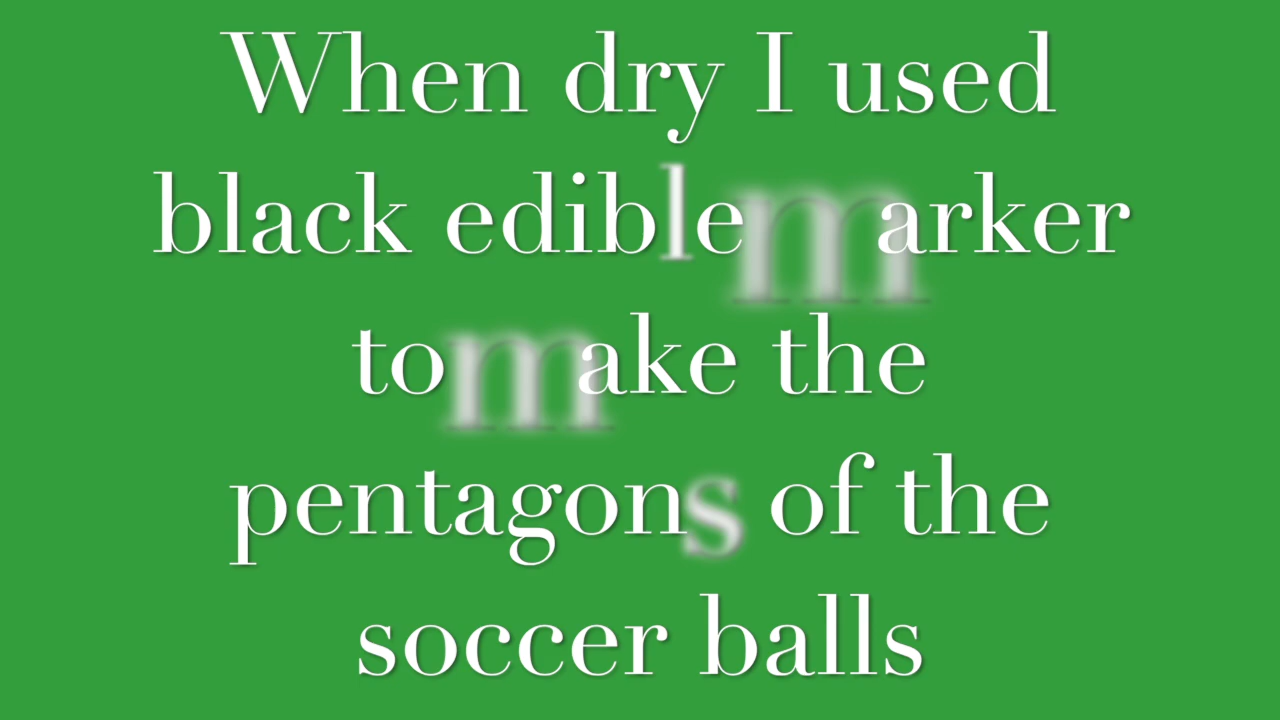 When dry I used
black edible marker
to make the
pentagons of the
soccer balls